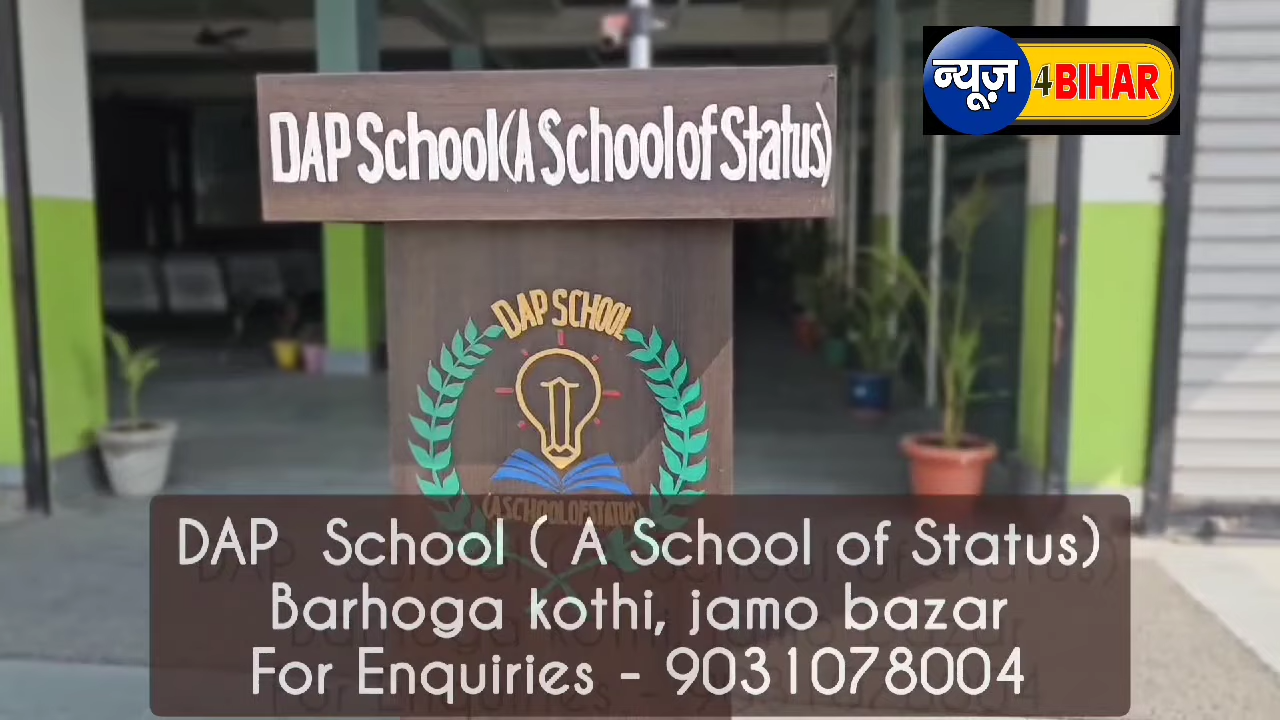 न्यूज़ 4BIHAR
DAP School (A School of Status)
DAP SCHOOL
(A SCHOOL OF STATUS)
DAP School ( A School of Status)
Barhoga kothi, jamo bazar
For Enquiries - 9031078004